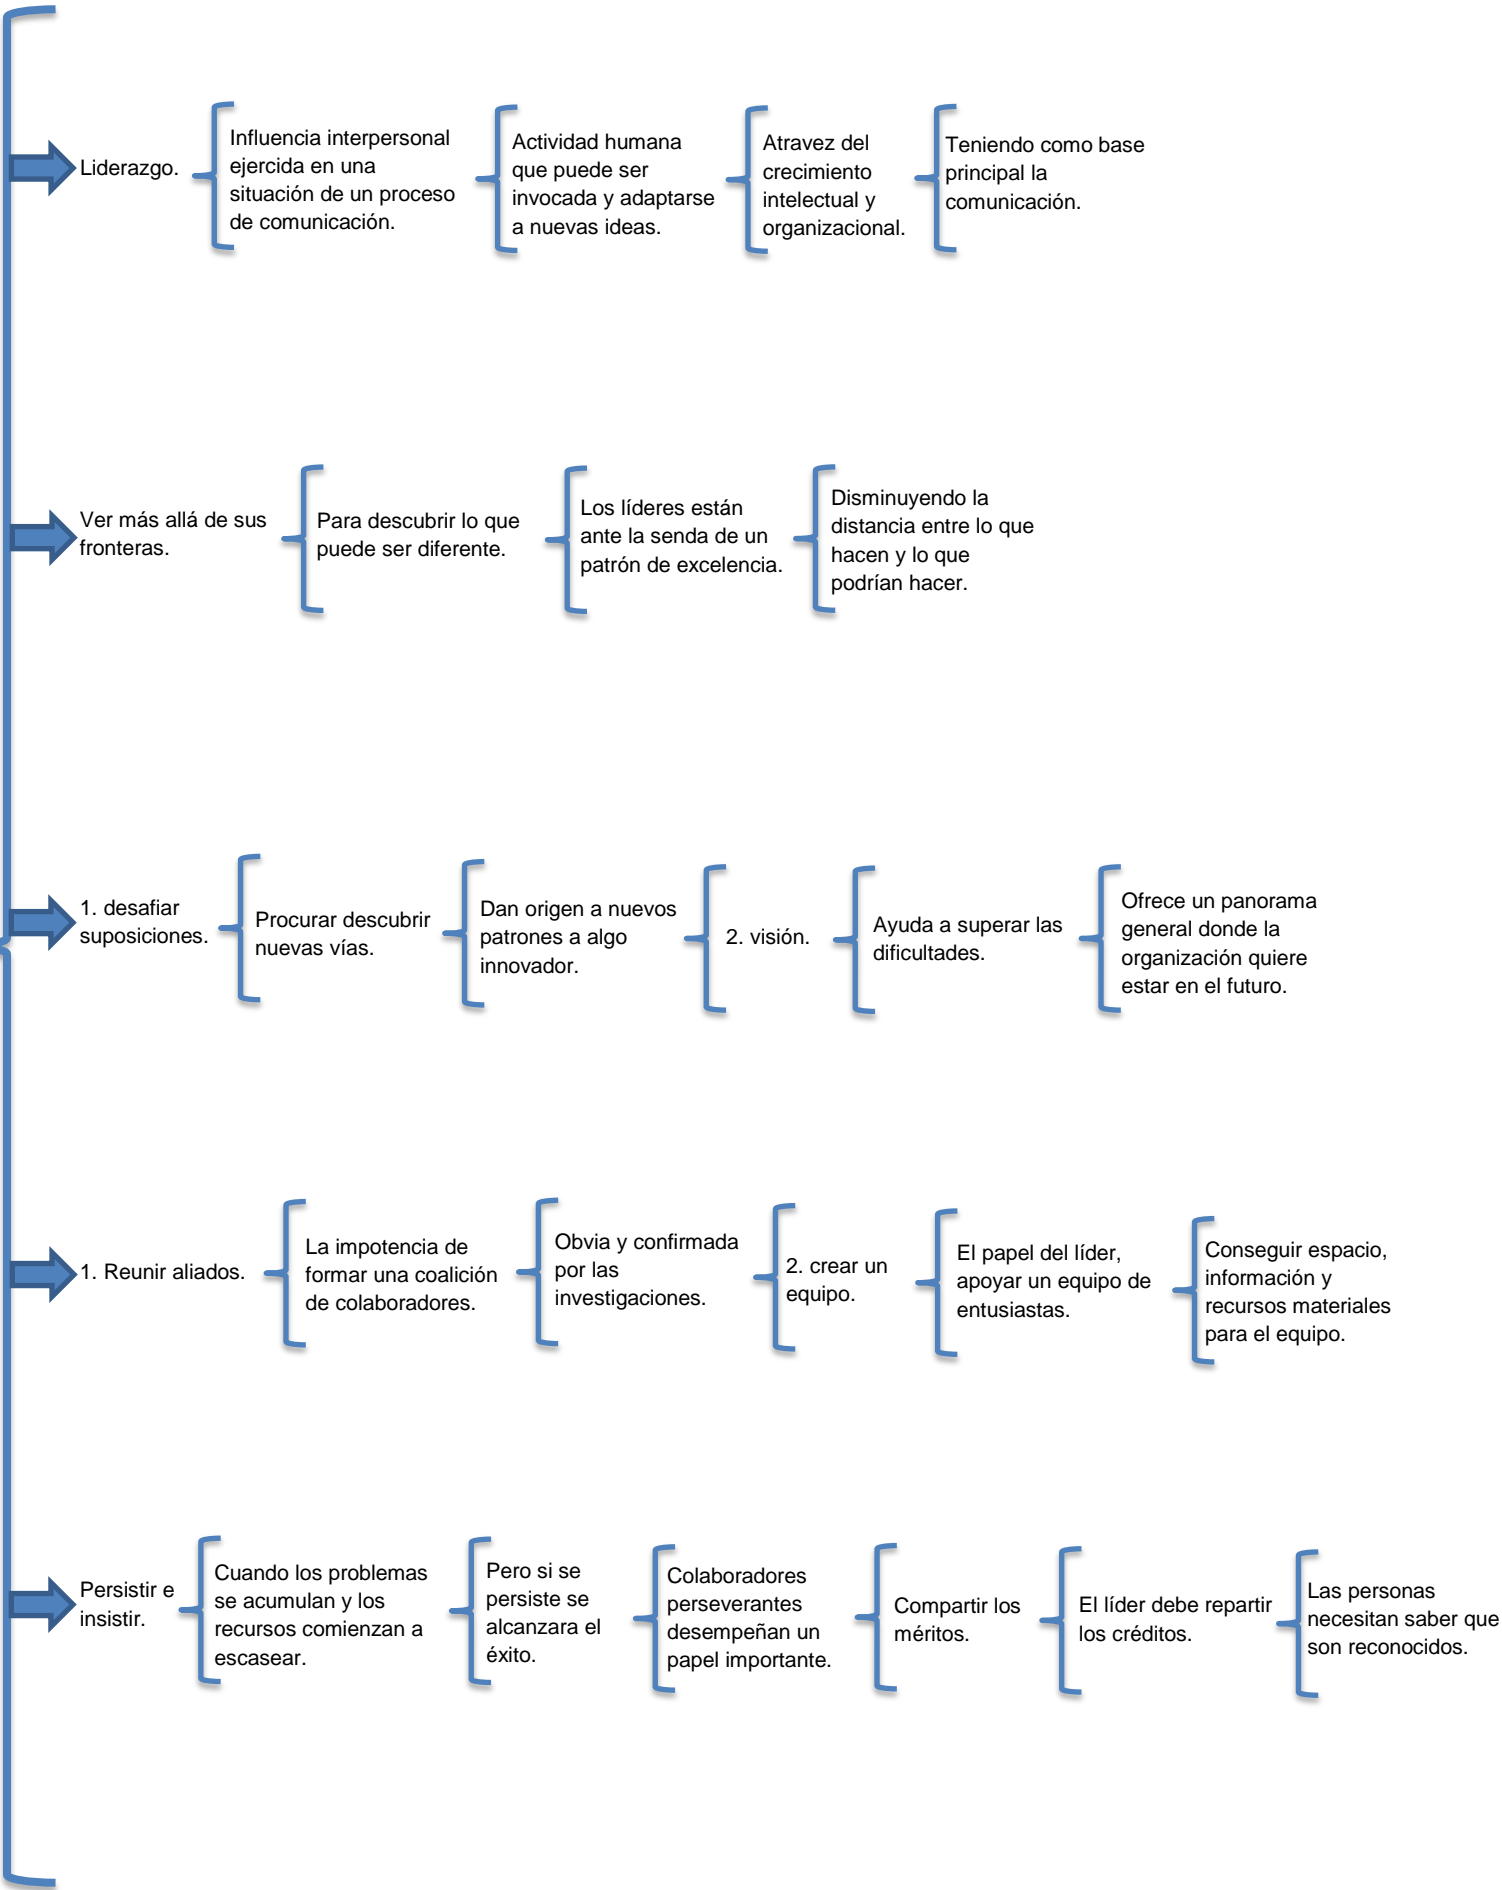 Liderazgo.
Influencia interpersonal
ejercida en una
situación de un proceso
de comunicación.
Actividad humana
que puede ser
invocada y adaptarse
a nuevas ideas.
Atravez del
crecimiento
intelectual y
organizacional.
Teniendo como base
principal la
comunicación.
Ver más allá de sus
fronteras.
Para descubrir lo que
puede ser diferente.
Los líderes están
ante la senda de un
patrón de excelencia.
Disminuyendo la
distancia entre lo que
hacen y lo que
podrían hacer.
1. desafiar
suposiciones.
Procurar descubrir
nuevas vías.
Dan origen a nuevos
patrones a algo
innovador.
2. visión.
Ayuda a superar las
dificultades.
Ofrece un panorama
general donde la
organización quiere
estar en el futuro.
1. Reunir aliados.
La impotencia de
formar una coalición
de colaboradores.
Obvia y confirmada
por las
investigaciones.
2. crear un
equipo.
El papel del líder,
apoyar un equipo de
entusiastas.
Conseguir espacio,
información y
recursos materiales
para el equipo.
Persistir e
insistir.
Cuando los problemas
se acumulan y los
recursos comienzan a
escasear.
Pero si se
persiste se
alcanzara el
éxito.
Colaboradores
perseverantes
desempeñan un
papel importante.
Compartir los
méritos.
El líder debe repartir
los créditos.
Las personas
necesitan saber que
son reconocidos.